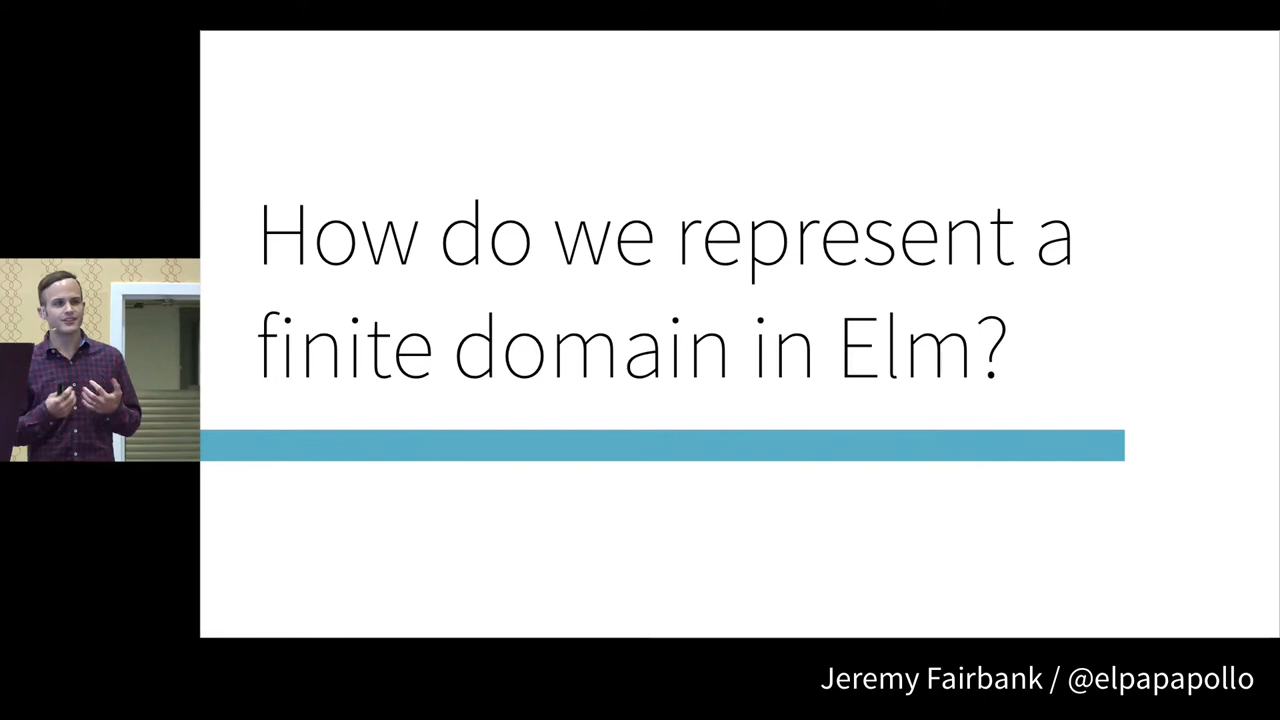 How do we represent a
finite domain in Elm?
Jeremy Fairbank / @elpapapollo